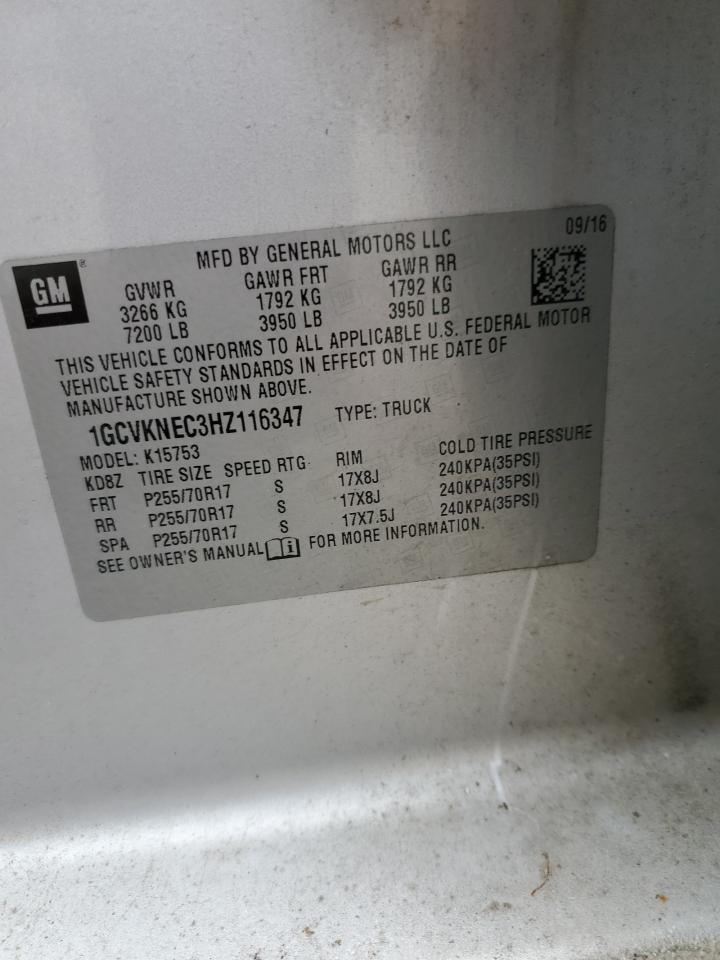 GM
®
MFD BY GENERAL MOTORS LLC 09/16
GVWR GAWR FRT GAWR RR
3266 KG 1792 KG 1792 KG
7200 LB 3950 LB 3950 LB
THIS VEHICLE CONFORMS TO ALL APPLICABLE U.S. FEDERAL MOTOR
VEHICLE SAFETY STANDARDS IN EFFECT ON THE DATE OF
MANUFACTURE SHOWN ABOVE.
1GCVKNEC3HZ116347 TYPE: TRUCK
MODEL: K15753
KD8Z TIRE SIZE SPEED RTG RIM COLD TIRE PRESSURE
FRT P255/70R17 S 17X8J 240KPA(35PSI)
RR P255/70R17 S 17X8J 240KPA(35PSI)
SPA P255/70R17 S 17X7.5J 240KPA(35PSI)
SEE OWNER'S MANUAL i FOR MORE INFORMATION.